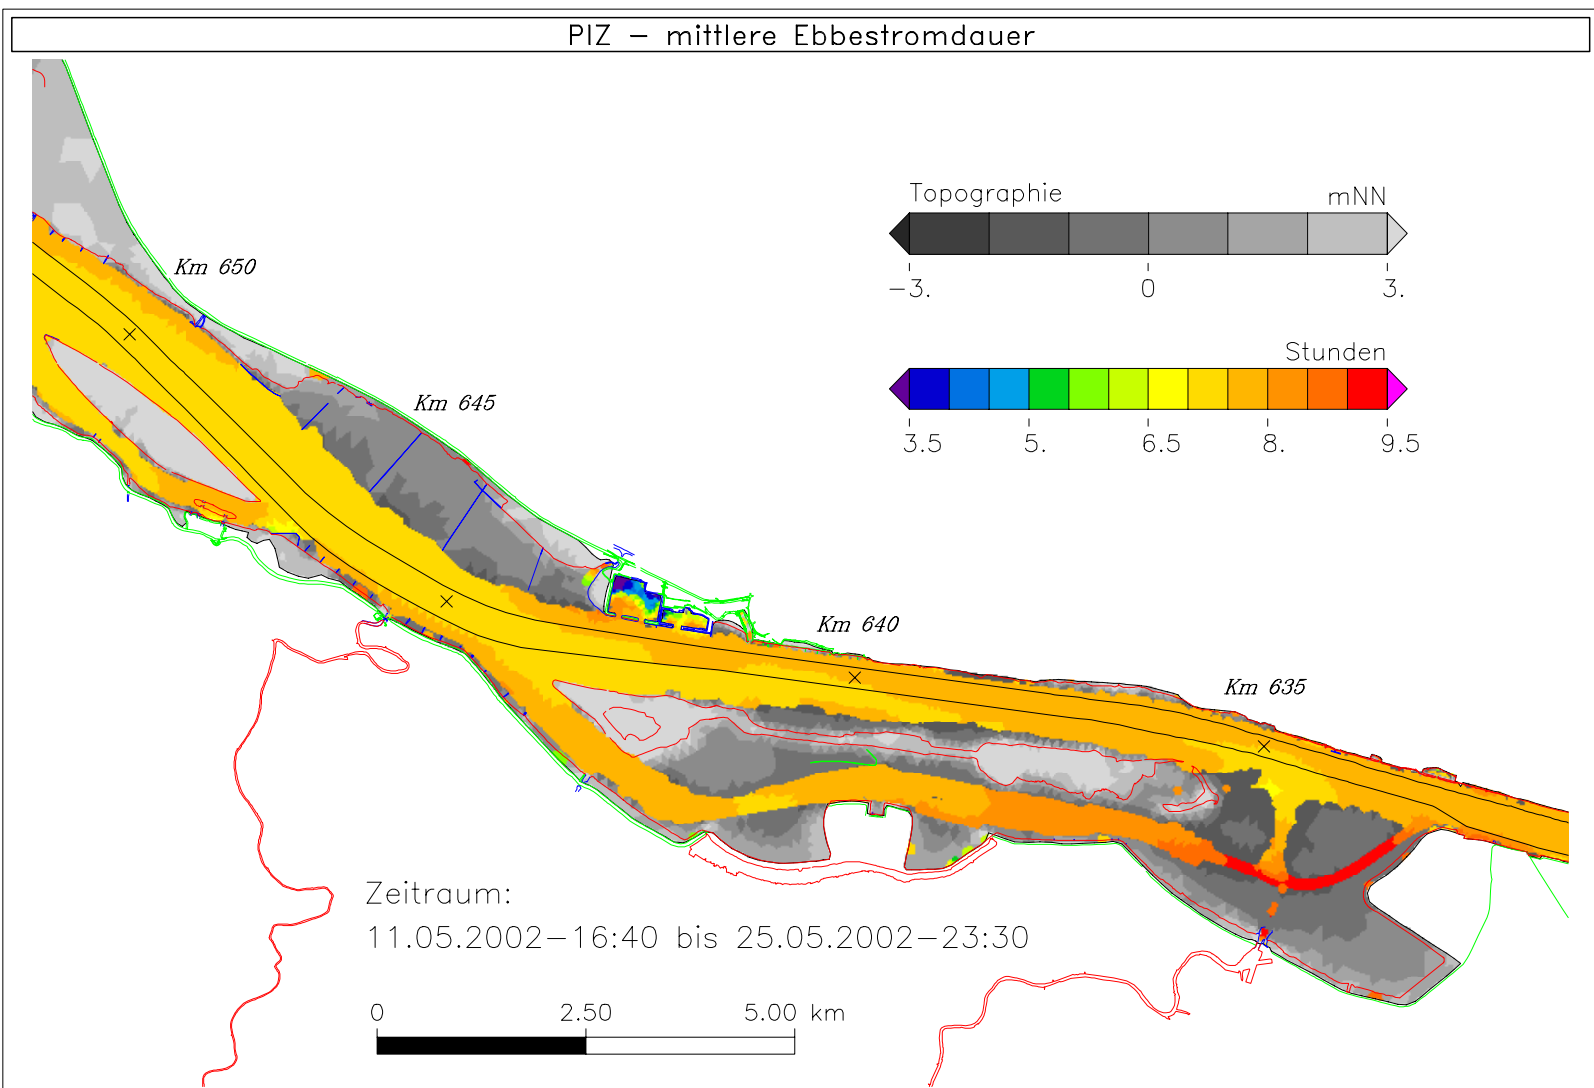 PIZ – mittlere Ebbestromdauer
Topographie mNN
-3. 0 3.
Km 650
Stunden
3.5 5. 6.5 8. 9.5
Km 645
Km 640
Km 635
Zeitraum:
11.05.2002-16:40 bis 25.05.2002-23:30
0 2.50 5.00 km